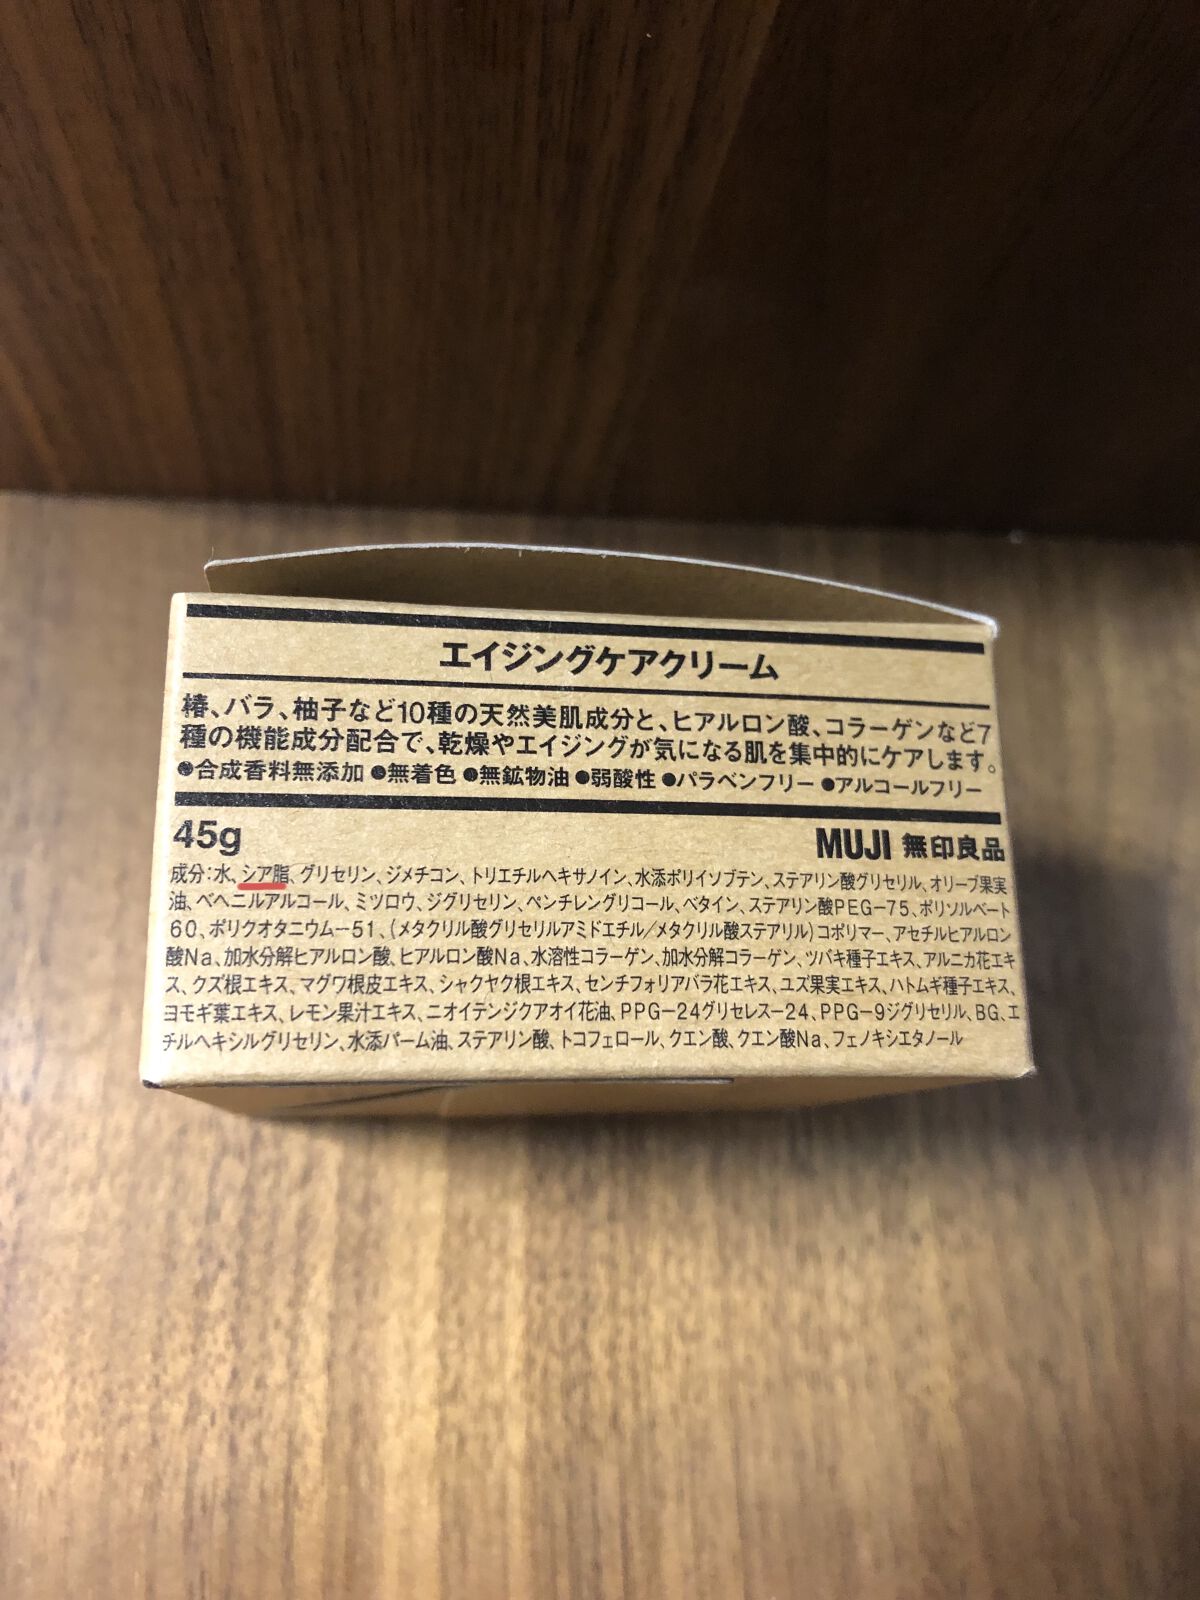 エイジングケアクリーム
椿、バラ、柚子など10種の天然美肌成分と、ヒアルロン酸、コラーゲンなど7
種の機能成分配合で、乾燥やエイジングが気になる肌を集中的にケアします。
●合成香料無添加 ●無着色 ●無鉱物油 ●弱酸性 ●パラベンフリー ●アルコールフリー
45g
MUJI 無印良品
成分：水、シア脂、グリセリン、ジメチコン、トリエチルヘキサノイン、水添ポリイソブテン、ステアリン酸グリセリル、オリーブ果実
油、ベヘニルアルコール、ミツロウ、ジグリセリン、ペンチレングリコール、ベタイン、ステアリン酸PEG－75、ポリソルベート
60、ポリクオタニウム－51、（メタクリル酸グリセリルアミドエチル／メタクリル酸ステアリル）コポリマー、アセチルヒアルロン
酸Na、加水分解ヒアルロン酸、ヒアルロン酸Na、水溶性コラーゲン、加水分解コラーゲン、ツバキ種子エキス、アルニカ花エキ
ス、クズ根エキス、マグワ根皮エキス、シャクヤク根エキス、センチフォリアバラ花エキス、ユズ果実エキス、ハトムギ種子エキス、
ヨモギ葉エキス、レモン果汁エキス、ニオイテンジクアオイ花油、PPG－24グリセレス－24、PPG－9ジグリセリル、BG、エ
チルヘキシルグリセリン、水添パーム油、ステアリン酸、トコフェロール、クエン酸、クエン酸Na、フェノキシエタノール